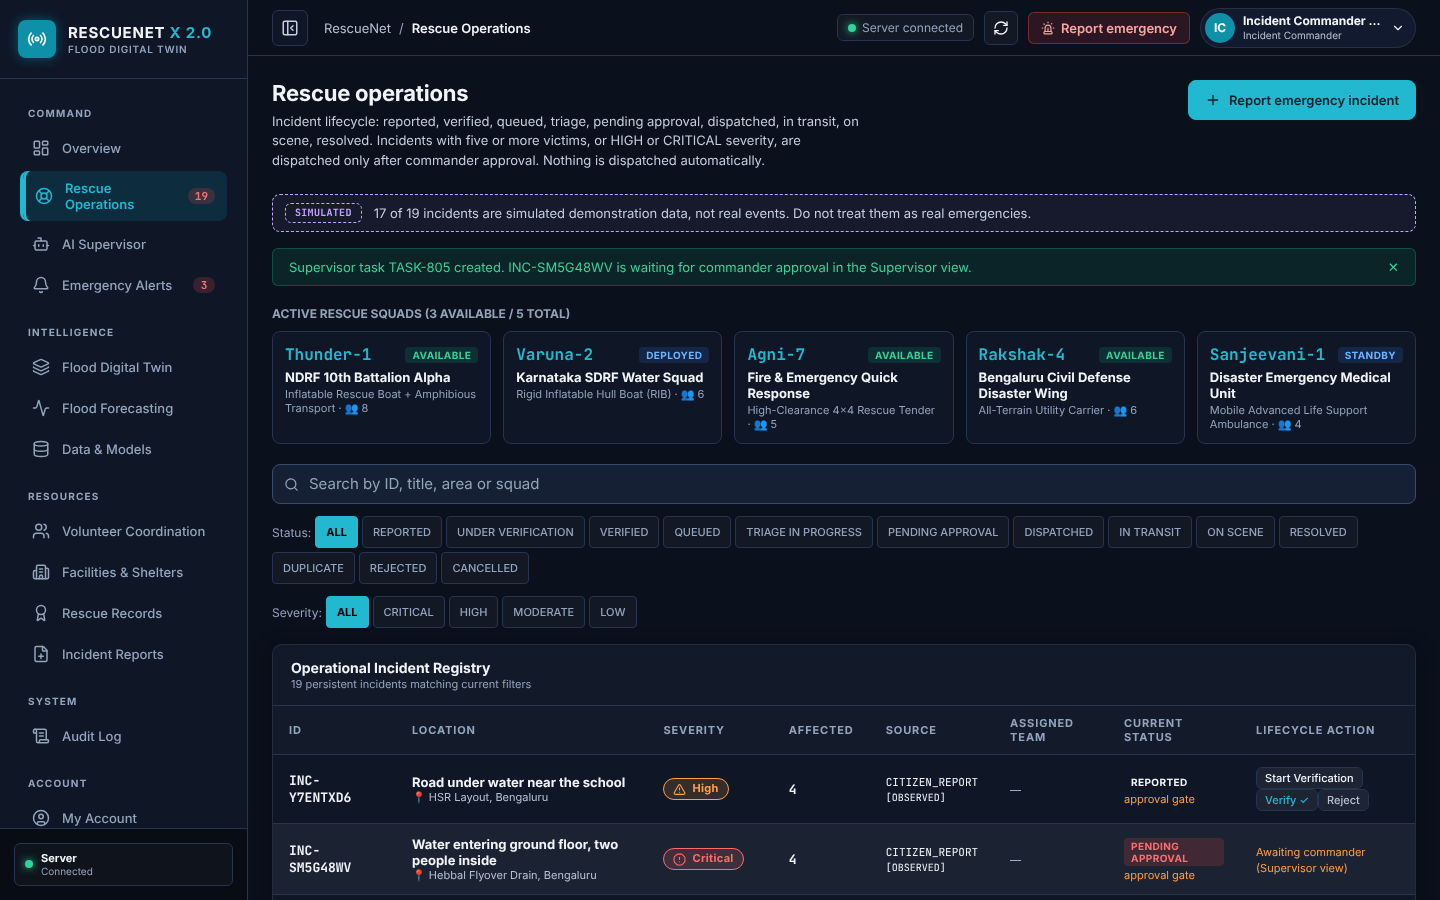 RESCUENET X 2.0
FLOOD DIGITAL TWIN
COMMAND
Overview
Rescue
Operations
19
AI Supervisor
Emergency Alerts
3
INTELLIGENCE
Flood Digital Twin
Flood Forecasting
Data & Models
RESOURCES
Volunteer Coordination
Facilities & Shelters
Rescue Records
Incident Reports
SYSTEM
Audit Log
ACCOUNT
My Account
Server
Connected
RescueNet / Rescue Operations
Server connected
Report emergency
IC
Incident Commander ...
Incident Commander
Rescue operations
Incident lifecycle: reported, verified, queued, triage, pending approval, dispatched, in transit, on
scene, resolved. Incidents with five or more victims, or HIGH or CRITICAL severity, are
dispatched only after commander approval. Nothing is dispatched automatically.
Report emergency incident
SIMULATED 17 of 19 incidents are simulated demonstration data, not real events. Do not treat them as real emergencies.
Supervisor task TASK-805 created. INC-SM5G48WV is waiting for commander approval in the Supervisor view.
ACTIVE RESCUE SQUADS (3 AVAILABLE / 5 TOTAL)
Thunder-1 AVAILABLE
NDRF 10th Battalion Alpha
Inflatable Rescue Boat + Amphibious
Transport · 👥 8
Varuna-2 DEPLOYED
Karnataka SDRF Water Squad
Rigid Inflatable Hull Boat (RIB) · 👥 6
Agni-7 AVAILABLE
Fire & Emergency Quick
Response
High-Clearance 4×4 Rescue Tender
· 👥 5
Rakshak-4 AVAILABLE
Bengaluru Civil Defense
Disaster Wing
All-Terrain Utility Carrier · 👥 6
Sanjeevani-1 STANDBY
Disaster Emergency Medical
Unit
Mobile Advanced Life Support
Ambulance · 👥 4
Search by ID, title, area or squad
Status: ALL REPORTED UNDER VERIFICATION VERIFIED QUEUED TRIAGE IN PROGRESS PENDING APPROVAL DISPATCHED IN TRANSIT ON SCENE RESOLVED
DUPLICATE REJECTED CANCELLED
Severity: ALL CRITICAL HIGH MODERATE LOW
Operational Incident Registry
19 persistent incidents matching current filters
ID LOCATION SEVERITY AFFECTED SOURCE ASSIGNED TEAM CURRENT STATUS LIFECYCLE ACTION
INC-
Y7ENTXD6
Road under water near the school
📍 HSR Layout, Bengaluru
High
4
CITIZEN_REPORT
[OBSERVED]
—
REPORTED
approval gate
Start Verification
Verify ✓ Reject
INC-
SM5G48WV
Water entering ground floor, two
people inside
📍 Hebbal Flyover Drain, Bengaluru
Critical
4
CITIZEN_REPORT
[OBSERVED]
—
PENDING
APPROVAL
approval gate
Awaiting commander
(Supervisor view)